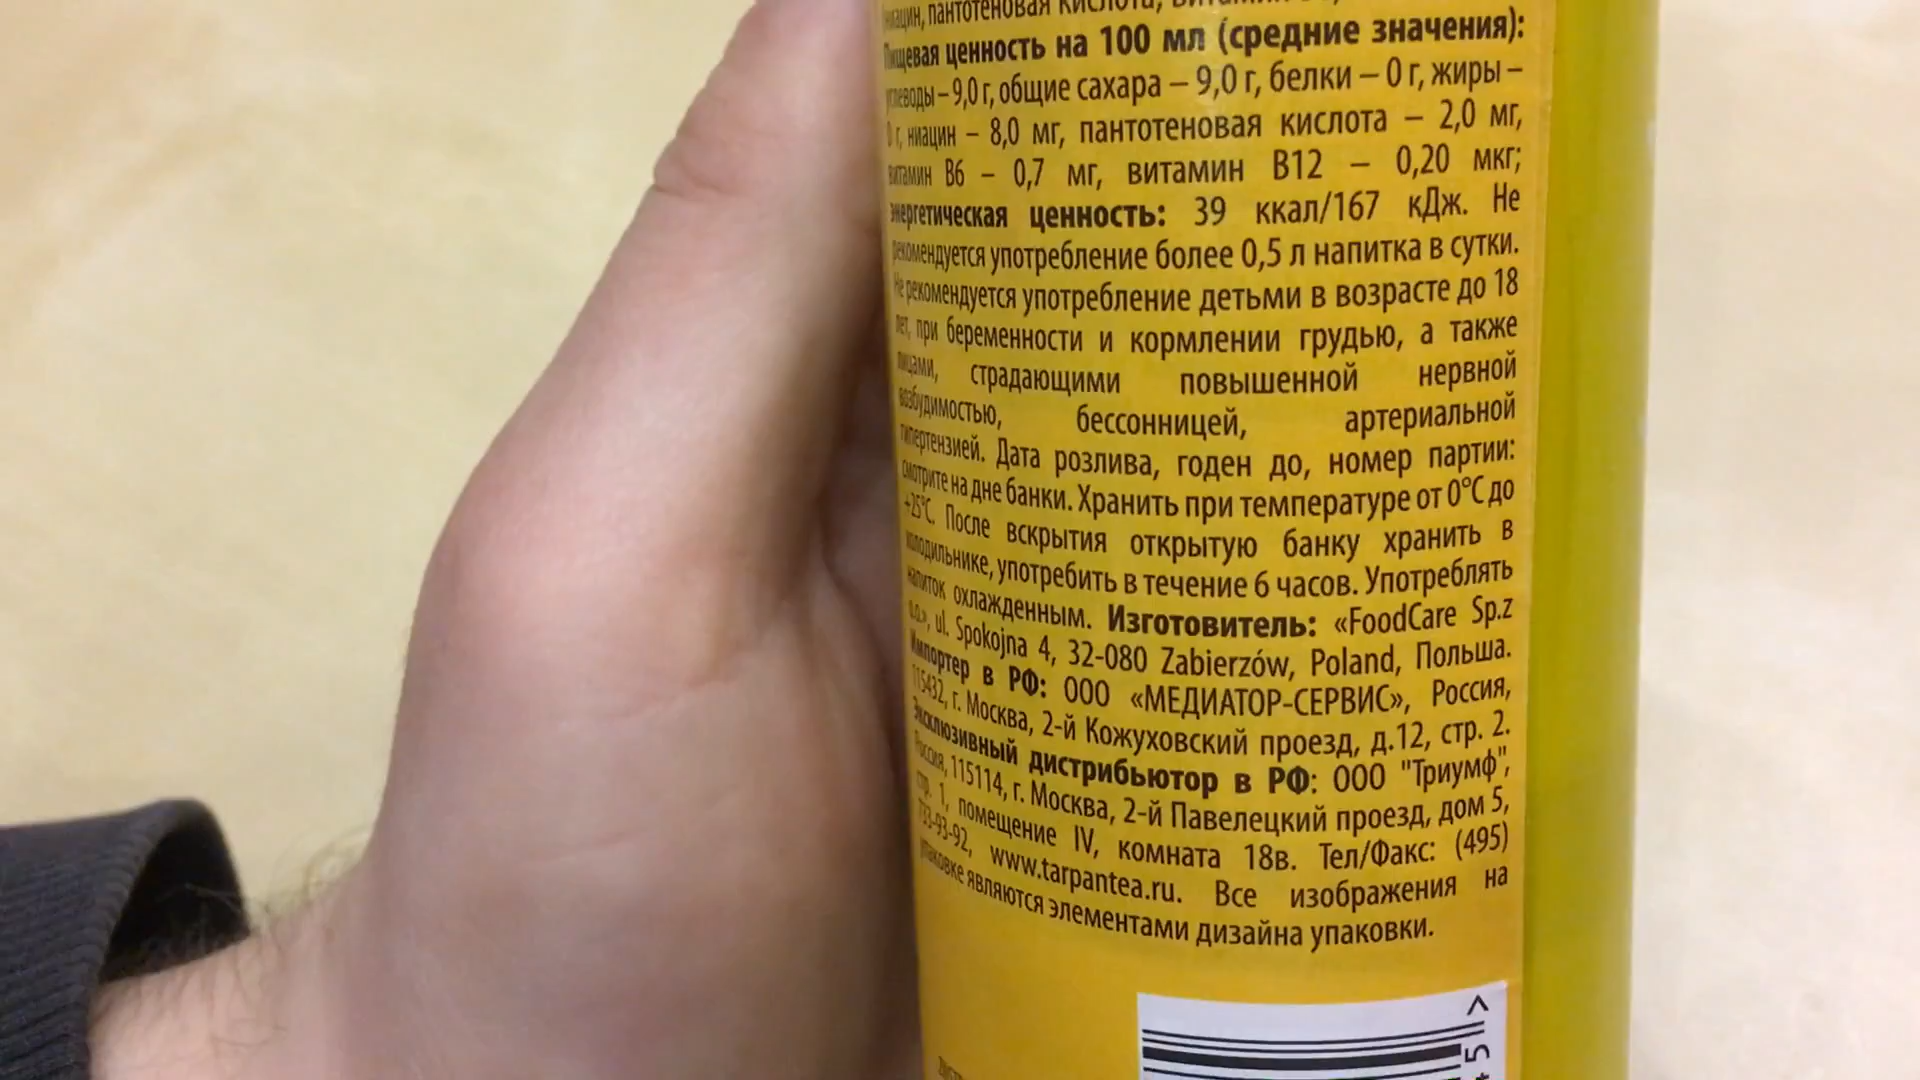 ниацин, пантотеновая кислота, витамин
Пищевая ценность на 100 мл (средние значения):
углеводы – 9,0 г, общие сахара – 9,0 г, белки – 0 г, жиры –
0 г, ниацин – 8,0 мг, пантотеновая кислота – 2,0 мг,
витамин В6 – 0,7 мг, витамин В12 – 0,20 мкг;
энергетическая ценность: 39 ккал/167 кДж. Не
рекомендуется употребление более 0,5 л напитка в сутки.
Не рекомендуется употребление детьми в возрасте до 18
лет, при беременности и кормлении грудью, а также
лицами, страдающими повышенной нервной
возбудимостью, бессонницей, артериальной
гипертензией. Дата розлива, годен до, номер партии:
смотрите на дне банки. Хранить при температуре от 0°С до
+25°С. После вскрытия открытую банку хранить в
холодильнике, употребить в течение 6 часов. Употреблять
напиток охлажденным. Изготовитель: «FoodCare Sp.z
o.o.», ul. Spokojna 4, 32-080 Zabierzów, Poland, Польша.
Импортер в РФ: ООО «МЕДИАТОР-СЕРВИС», Россия,
115432, г. Москва, 2-й Кожуховский проезд, д.12, стр. 2.
Эксклюзивный дистрибьютор в РФ: ООО "Триумф",
Россия, 115114, г. Москва, 2-й Павелецкий проезд, дом 5,
стр. 1, помещение IV, комната 18в. Тел/Факс: (495)
733-93-92, www.tarpantea.ru. Все изображения на
упаковке являются элементами дизайна упаковки.
5 >